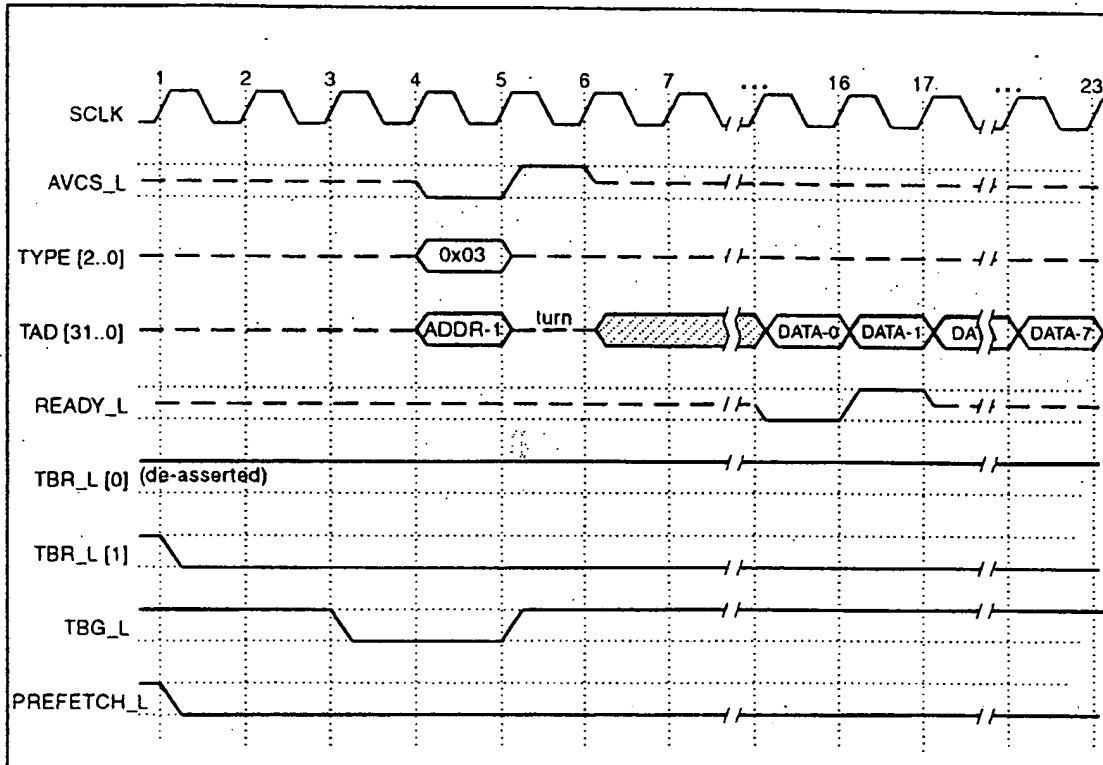 1 2 3 4 5 6 7 ... 16 17 ... 23
SCLK
AVCS_L
TYPE [2..0] 0x03
TAD [31..0] ADDR-1 turn DATA-0 DATA-1 DA DATA-7
READY_L
TBR_L [0] (de-asserted)
TBR_L [1]
TBG_L
PREFETCH_L